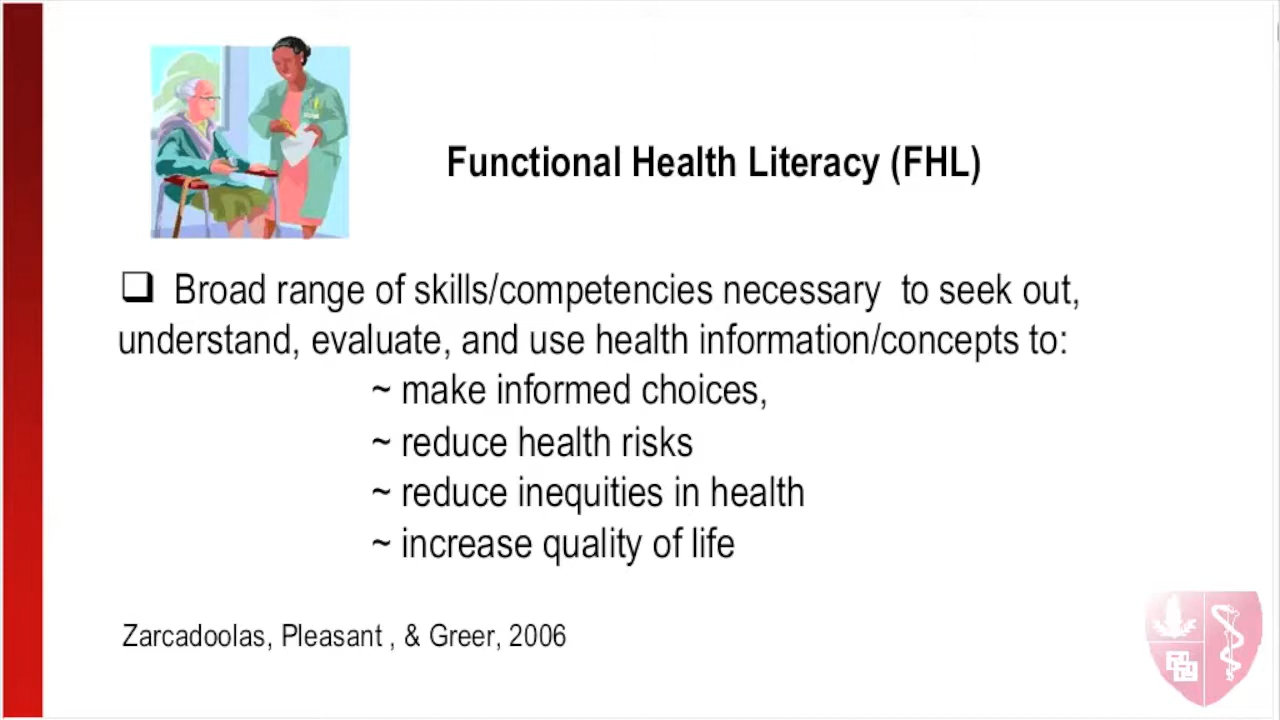 Functional Health Literacy (FHL)
❑ Broad range of skills/competencies necessary to seek out,
understand, evaluate, and use health information/concepts to:
~ make informed choices,
~ reduce health risks
~ reduce inequities in health
~ increase quality of life
Zarcadoolas, Pleasant , & Greer, 2006